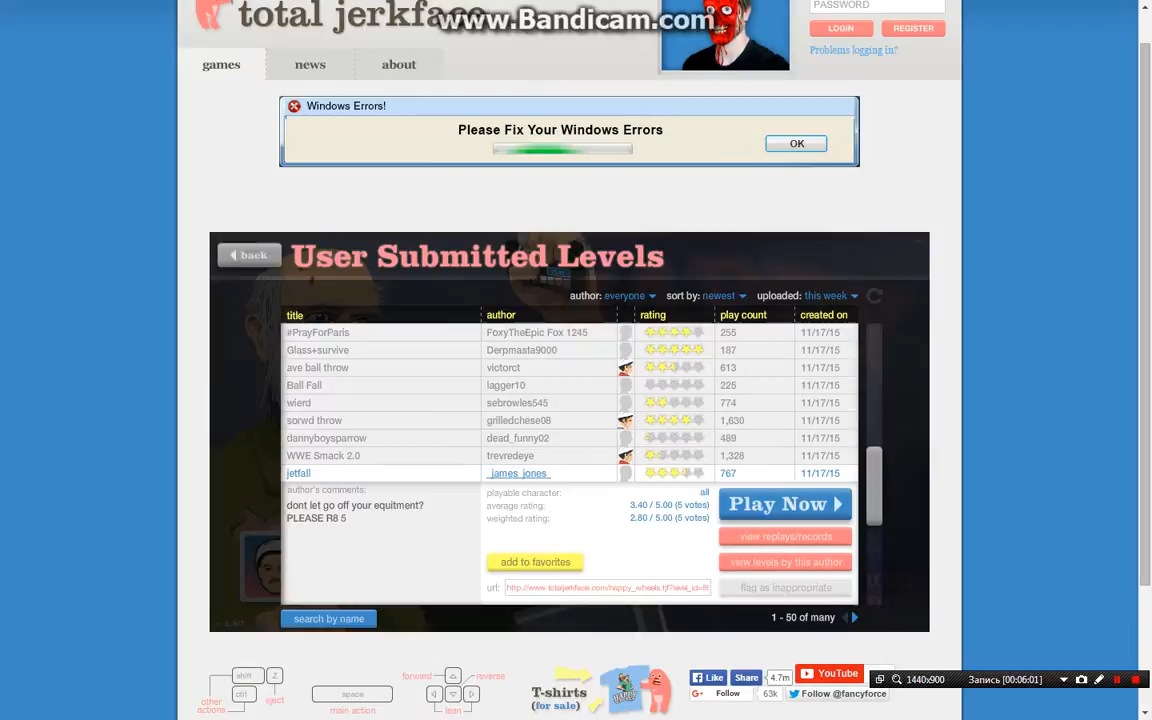 total jerkface
www.Bandicam.com
PASSWORD
LOGIN REGISTER
Problems logging in?
games news about
Windows Errors!
Please Fix Your Windows Errors
OK
back User Submitted Levels
author: everyone sort by: newest uploaded: this week
title author rating play count created on
#PrayForParis FoxyTheEpic Fox 1245 255 11/17/15
Glass+survive Derpmasta9000 187 11/17/15
ave ball throw victorct 613 11/17/15
Ball Fall lagger10 225 11/17/15
wierd sebrowles545 774 11/17/15
sorwd throw grilledchese08 1,630 11/17/15
dannyboysparrow dead_funny02 489 11/17/15
WWE Smack 2.0 trevredeye 1,328 11/17/15
jetfall _james_jones_ 767 11/17/15
author's comments:
dont let go off your equitment?
PLEASE R8 5
playable character: all
average rating: 3.40 / 5.00 (5 votes)
weighted rating: 2.80 / 5.00 (5 votes)
Play Now
view replays/records
add to favorites
view levels by this author
url: http://www.totaljerkface.com/happy_wheels.tjf?level_id=
flag as inappropriate
search by name
1 - 50 of many
shift Z
ctrl eject
other actions
space
main action
forward reverse
lean
T-shirts
(for sale)
Like Share 4.7m
YouTube
Follow 63k Follow @fancyforce
1440x900 Запись [00:06:01]